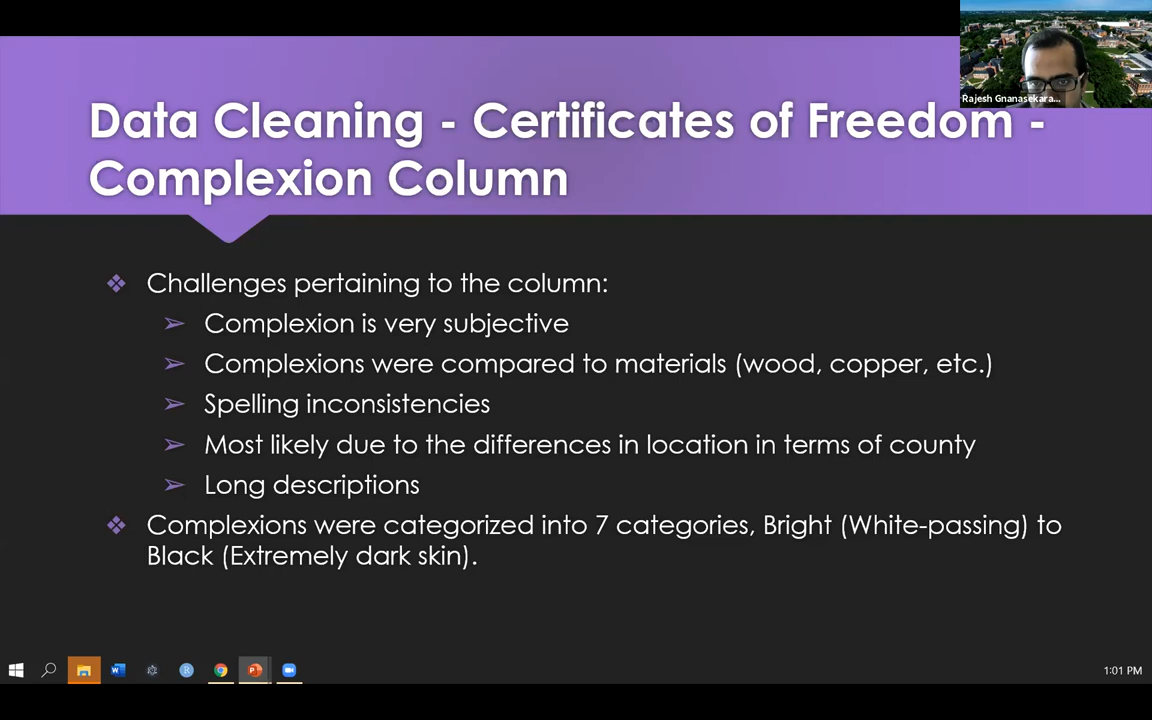 Rajesh Gnanasekara...
Data Cleaning - Certificates of Freedom -
Complexion Column
Challenges pertaining to the column:
Complexion is very subjective
Complexions were compared to materials (wood, copper, etc.)
Spelling inconsistencies
Most likely due to the differences in location in terms of county
Long descriptions
Complexions were categorized into 7 categories, Bright (White-passing) to
Black (Extremely dark skin).
1:01 PM